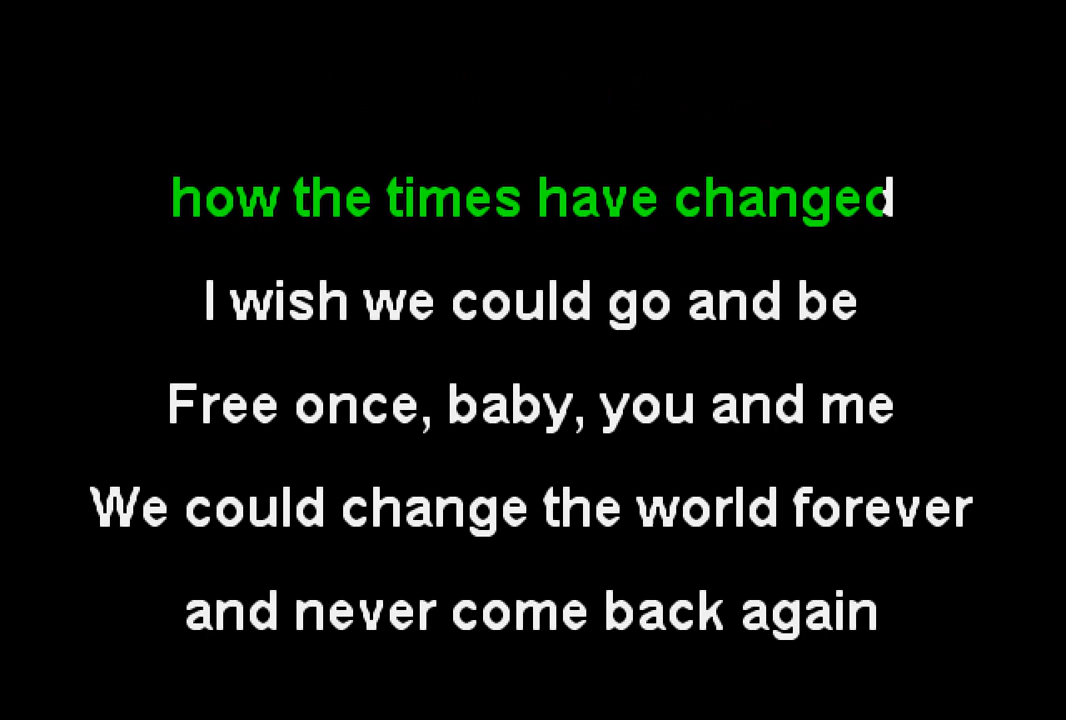 how the times have changed
I wish we could go and be
Free once, baby, you and me
We could change the world forever
and never come back again